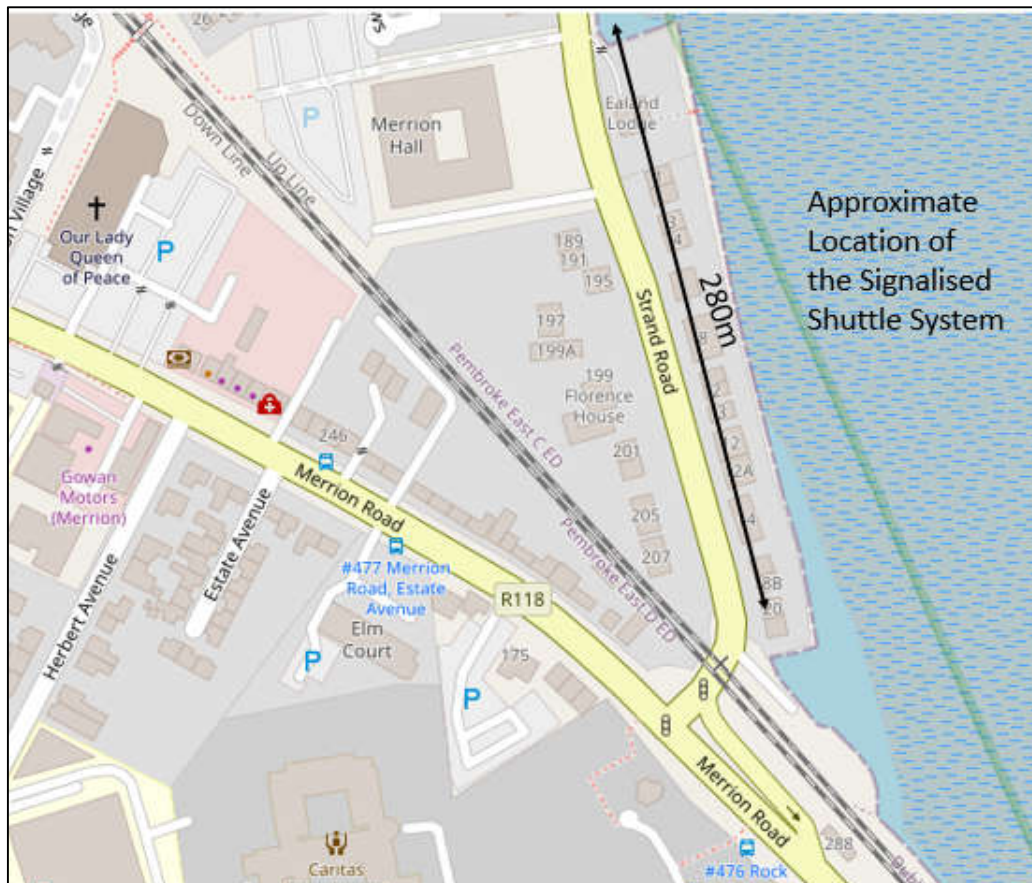 26
Down Line
Up Line
Merrion
Hall
Ealand
Lodge
P
Our Lady
Queen
of Peace
P
189
191
195
197
199A
199
Florence
House
201
205
207
Strand Road
280m
Approximate
Location of
the Signalised
Shuttle System
Pembroke East C ED
Pembroke East D ED
246
Merrion Road
Gowan
Motors
(Merrion)
Estate Avenue
Herbert Avenue
#477 Merrion
Road, Estate
Avenue
R118
Elm
Court
P
175
P
Merrion Road
288
#476 Rock
Caritas